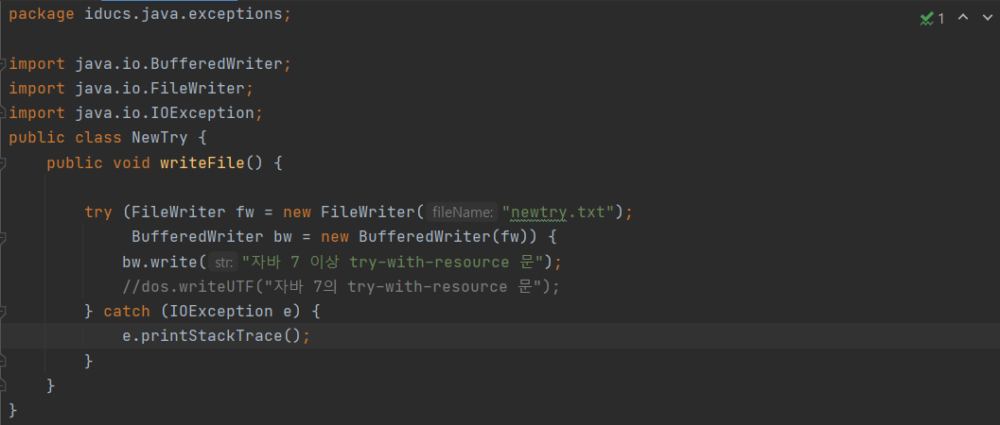 package iducs.java.exceptions;
1
import java.io.BufferedWriter;
import java.io.FileWriter;
import java.io.IOException;
public class NewTry {
public void writeFile() {
try (FileWriter fw = new FileWriter( fileName: "newtry.txt");
BufferedWriter bw = new BufferedWriter(fw)) {
bw.write( str: "자바 7 이상 try-with-resource 문");
//dos.writeUTF("자바 7의 try-with-resource 문");
} catch (IOException e) {
e.printStackTrace();
}
}
}